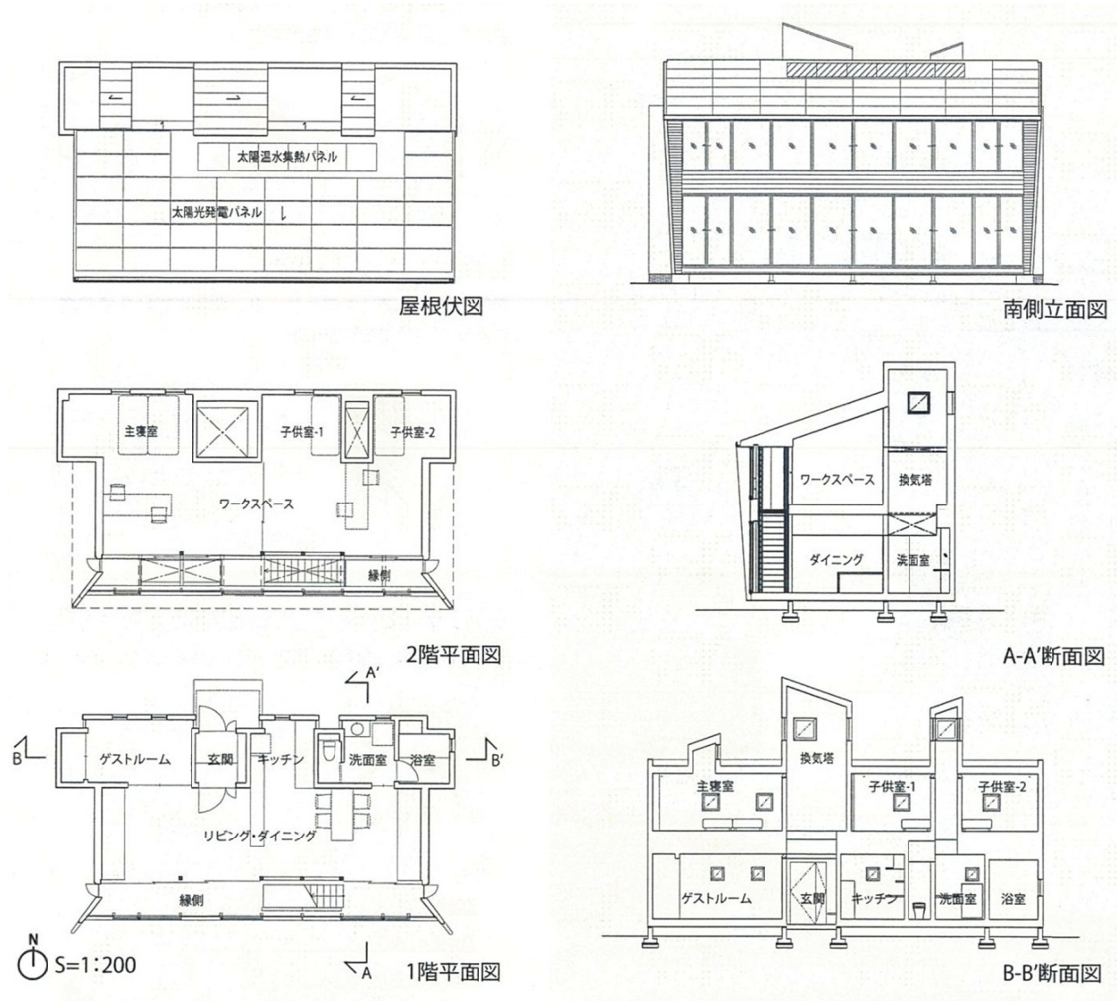 太陽温水集熱パネル
太陽光発電パネル
屋根伏図
南側立面図
主寝室
子供室-1
子供室-2
ワークスペース
縁側
2階平面図
ワークスペース
換気塔
ダイニング
洗面室
A-A'断面図
A'
B
ゲストルーム
玄関
キッチン
洗面室
浴室
B'
リビング・ダイニング
縁側
A
N
S=1:200
1階平面図
換気塔
主寝室
子供室-1
子供室-2
ゲストルーム
玄関
キッチン
洗面室
浴室
B-B'断面図